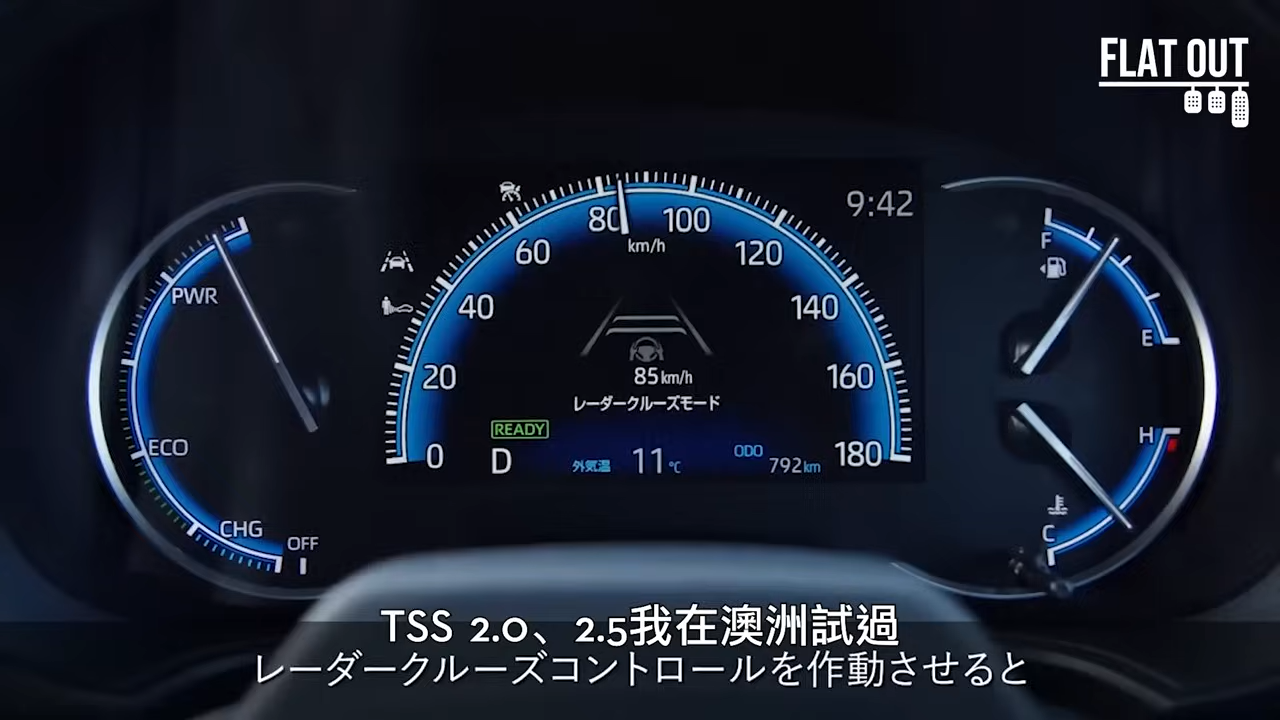 FLAT OUT
9:42
80
100
km/h
60
120
40
140
20
160
0
180
85km/h
レーダークルーズモード
READY
D
外気温
11℃
ODO
792km
PWR
ECO
CHG
OFF
F
E
H
C
TSS 2.0、2.5我在澳洲試過
レーダークルーズコントロールを作動させると